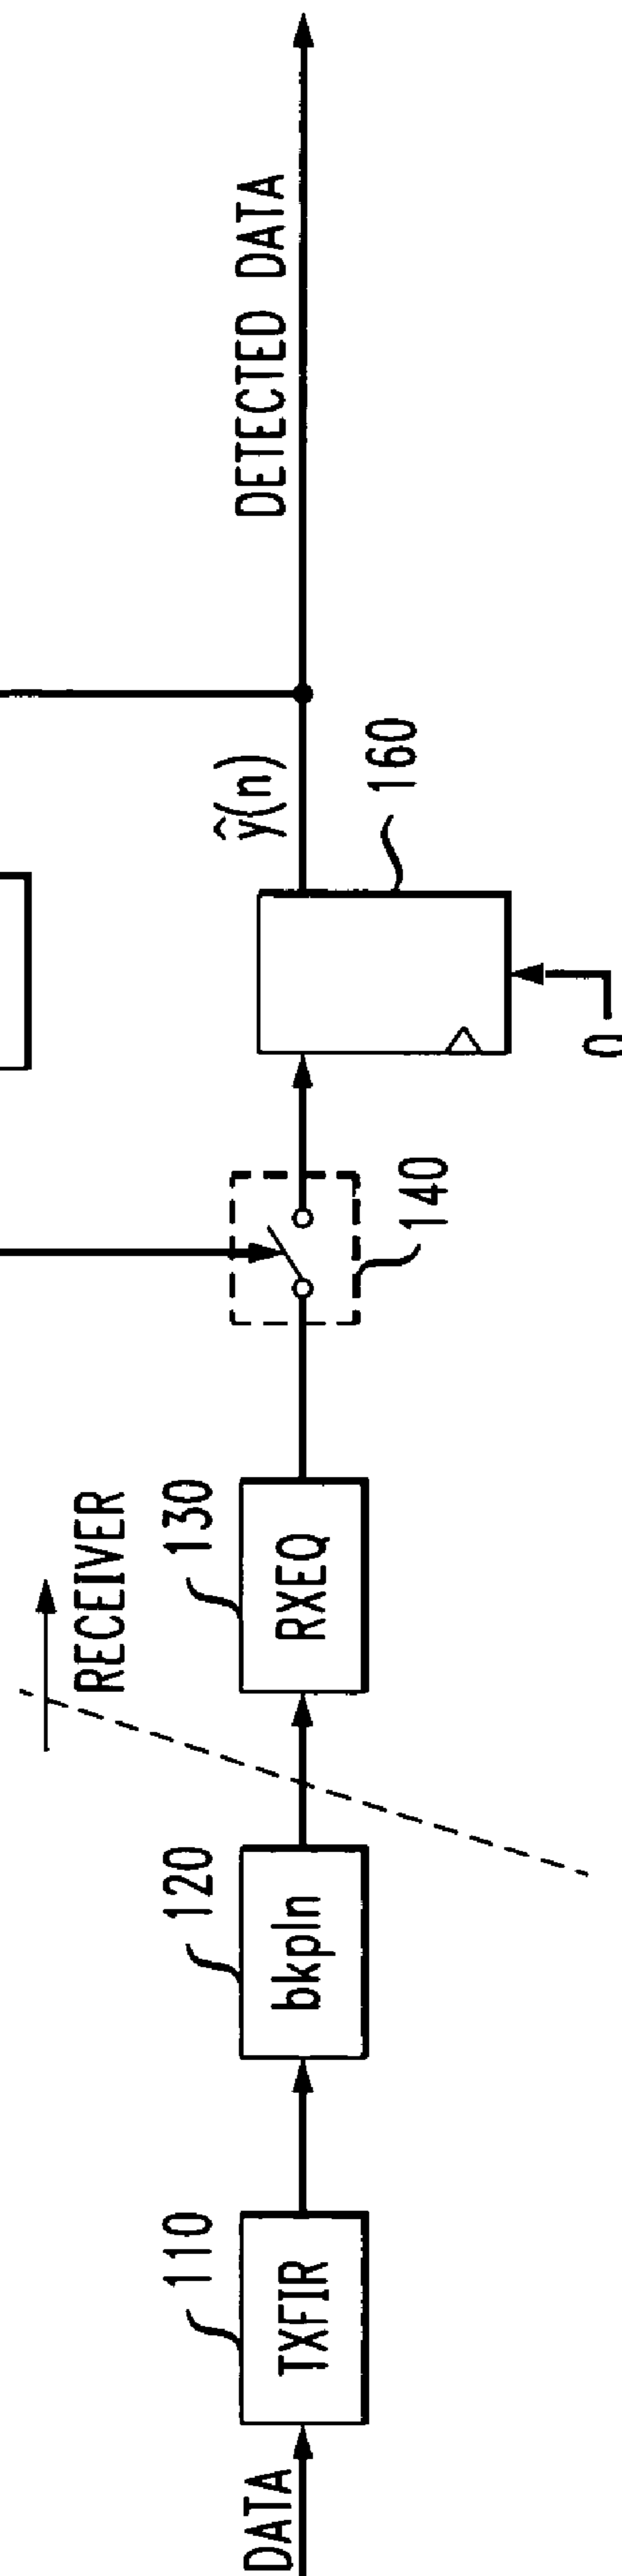 DATA
110
TXFIR
120
bkpln
RECEIVER
130
RXEQ
140
0
160
ŷ(n)
DETECTED DATA